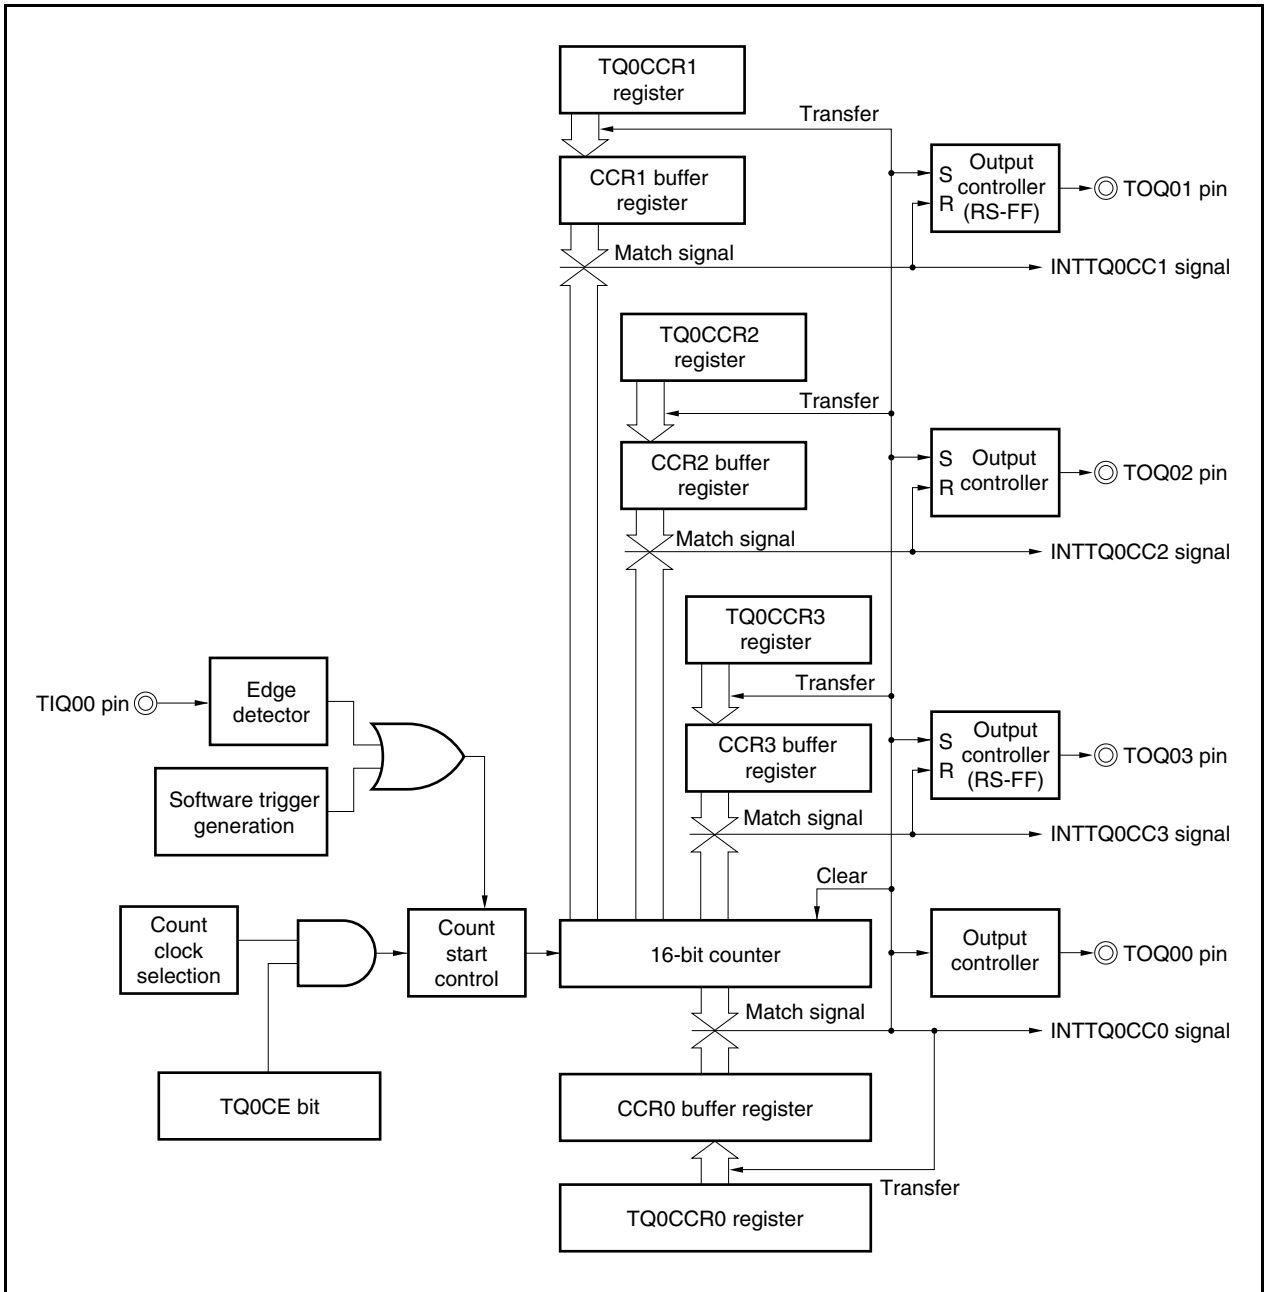 TQ0CCR1
register
Transfer
CCR1 buffer
register
S
R
Output
controller
(RS-FF)
TOQ01 pin
Match signal
INTTQ0CC1 signal
TQ0CCR2
register
Transfer
CCR2 buffer
register
S
R
Output
controller
TOQ02 pin
Match signal
INTTQ0CC2 signal
TQ0CCR3
register
Transfer
TIQ00 pin
Edge
detector
CCR3 buffer
register
S
R
Output
controller
(RS-FF)
TOQ03 pin
Software trigger
generation
Match signal
INTTQ0CC3 signal
Clear
Count
clock
selection
Count
start
control
16-bit counter
Output
controller
TOQ00 pin
Match signal
INTTQ0CC0 signal
TQ0CE bit
CCR0 buffer register
Transfer
TQ0CCR0 register